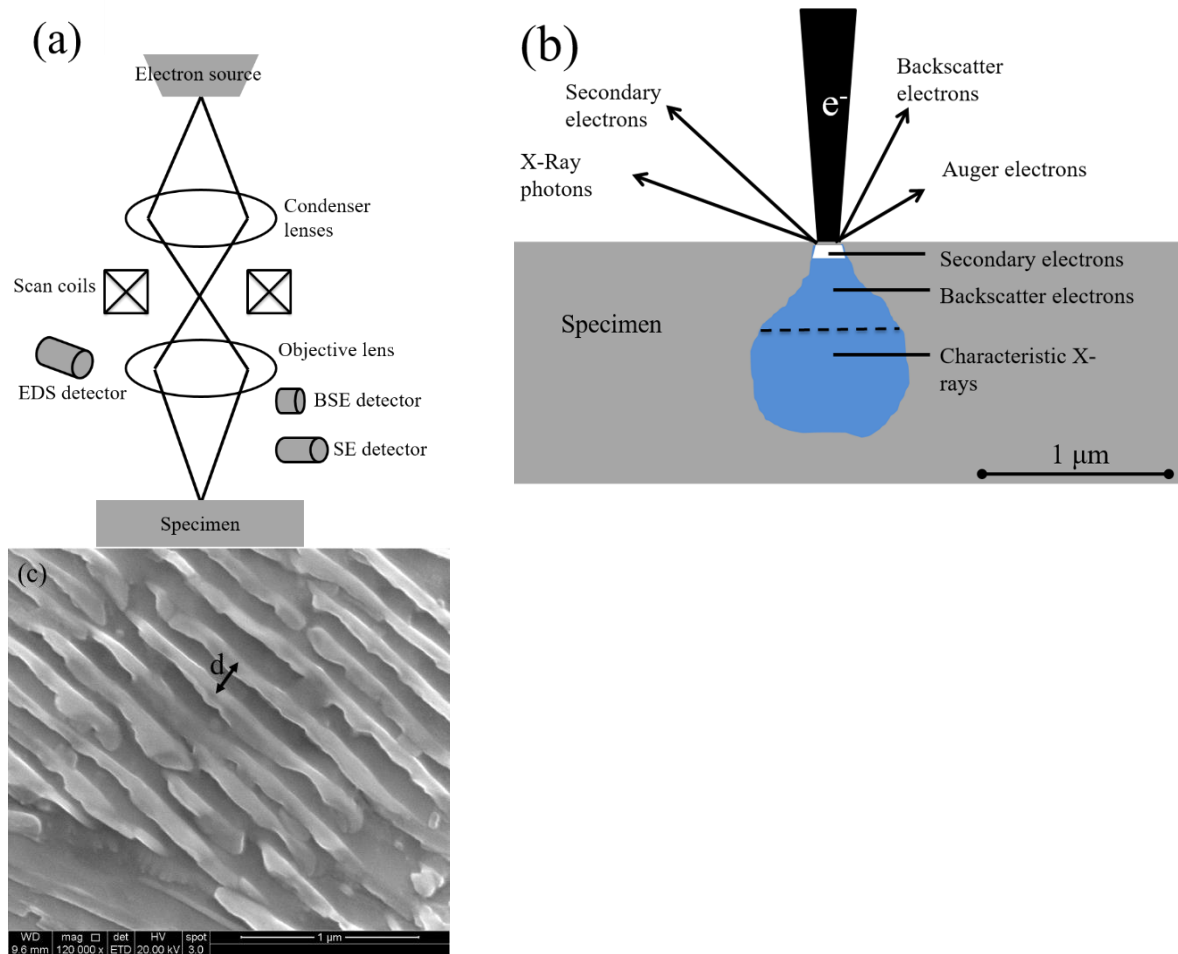 (a)
Electron source
Condenser
lenses
Scan coils
Objective lens
EDS detector
BSE detector
SE detector
Specimen
(b)
e-
Secondary
electrons
Backscatter
electrons
X-Ray
photons
Auger electrons
Secondary electrons
Backscatter electrons
Specimen
Characteristic X-
rays
1 μm
(c)
d
WD mag □ det HV spot
9.6 mm 120 000 x ETD 20.00 kV 3.0
1 μm